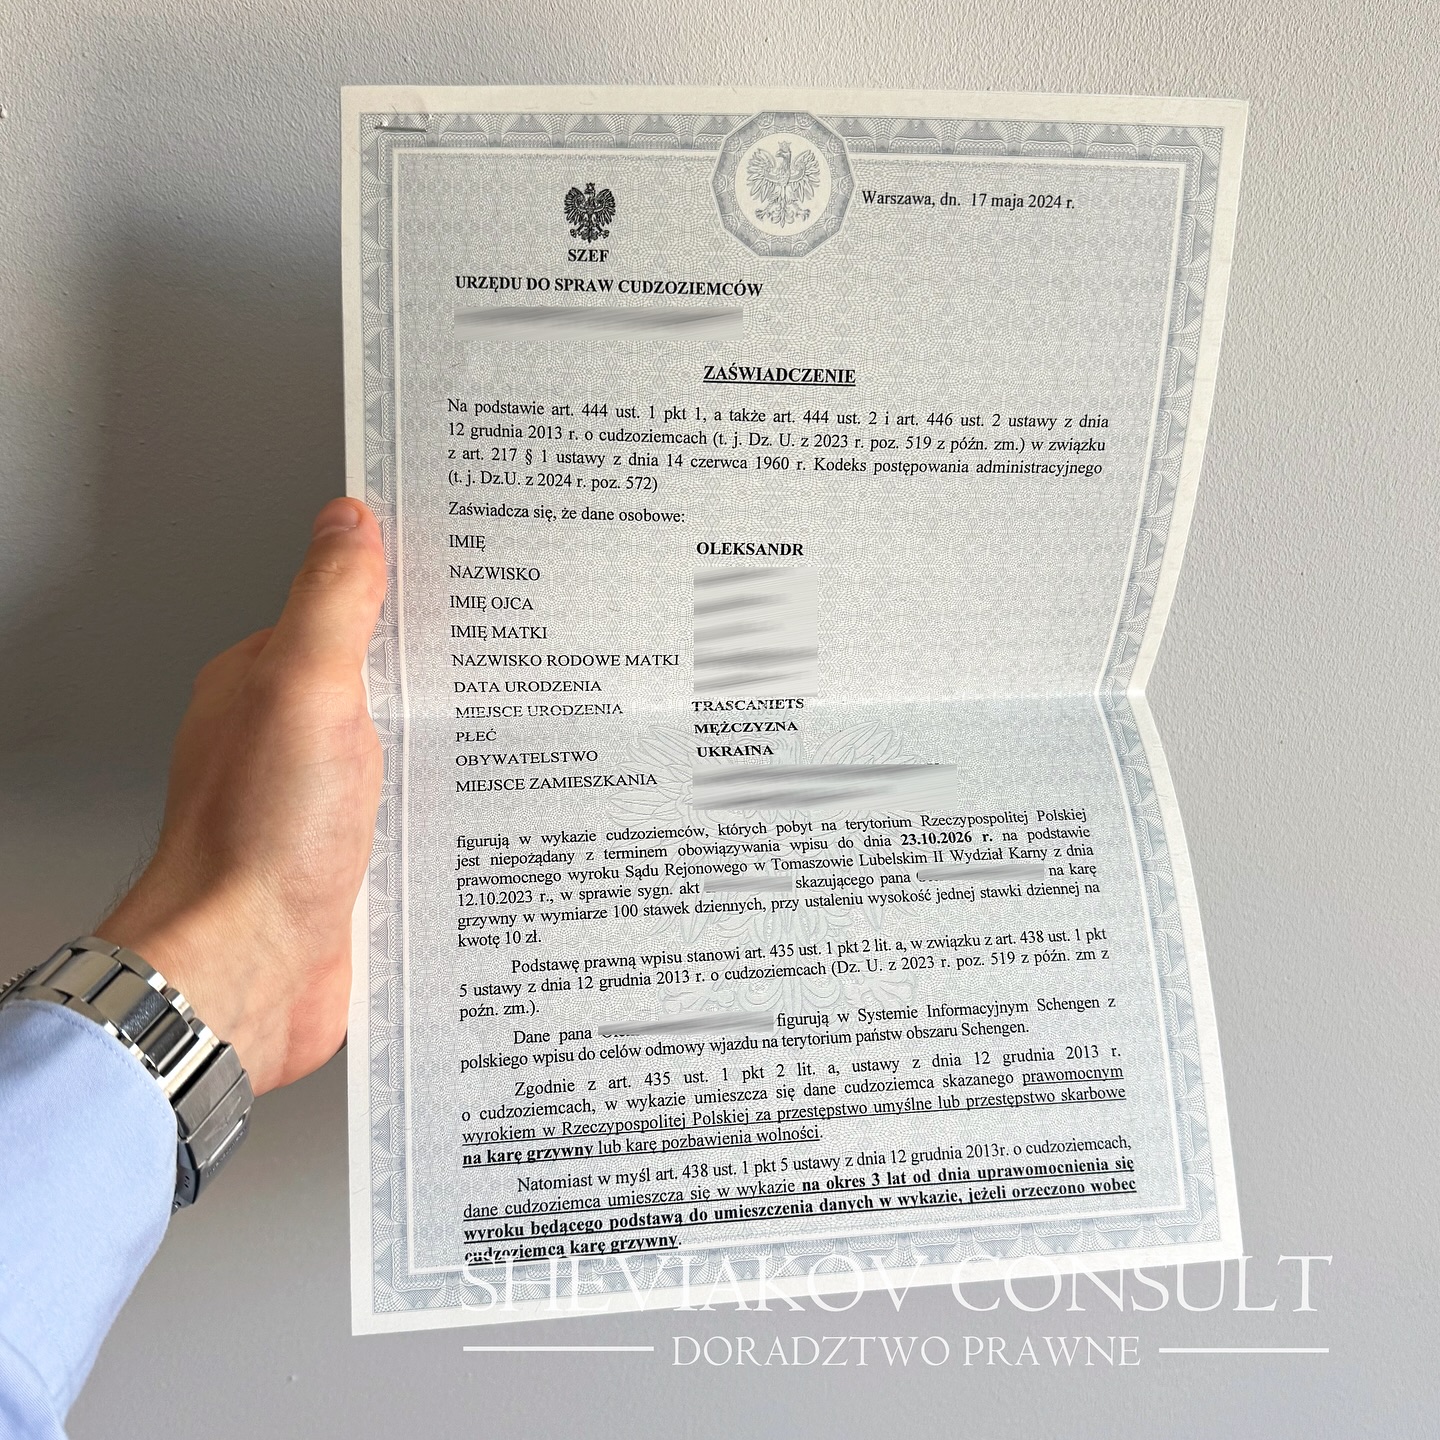 Warszawa, dn. 17 maja 2024 r.
SZEF
URZĘDU DO SPRAW CUDZOZIEMCÓW
ZAŚWIADCZENIE
Na podstawie art. 444 ust. 1 pkt 1, a także art. 444 ust. 2 i art. 446 ust. 2 ustawy z dnia
12 grudnia 2013 r. o cudzoziemcach (t. j. Dz. U. z 2023 r. poz. 519 z późn. zm.) w związku
z art. 217 § 1 ustawy z dnia 14 czerwca 1960 r. Kodeks postępowania administracyjnego
(t. j. Dz.U. z 2024 r. poz. 572)
Zaświadcza się, że dane osobowe:
IMIĘ OLEKSANDR
NAZWISKO
IMIĘ OJCA
IMIĘ MATKI
NAZWISKO RODOWE MATKI
DATA URODZENIA
MIEJSCE URODZENIA TRASCANIETS
PŁEĆ MĘŻCZYZNA
OBYWATELSTWO UKRAINA
MIEJSCE ZAMIESZKANIA
figurują w wykazie cudzoziemców, których pobyt na terytorium Rzeczypospolitej Polskiej
jest niepożądany z terminem obowiązywania wpisu do dnia 23.10.2026 r. na podstawie
prawomocnego wyroku Sądu Rejonowego w Tomaszowie Lubelskim II Wydział Karny z dnia
12.10.2023 r., w sprawie sygn. akt skazującego pana na karę
grzywny w wymiarze 100 stawek dziennych, przy ustaleniu wysokość jednej stawki dziennej na
kwotę 10 zł.
Podstawę prawną wpisu stanowi art. 435 ust. 1 pkt 2 lit. a, w związku z art. 438 ust. 1 pkt
5 ustawy z dnia 12 grudnia 2013 r. o cudzoziemcach (Dz. U. z 2023 r. poz. 519 z późn. zm z
późn. zm.).
Dane pana figurują w Systemie Informacyjnym Schengen z
polskiego wpisu do celów odmowy wjazdu na terytorium państw obszaru Schengen.
Zgodnie z art. 435 ust. 1 pkt 2 lit. a, ustawy z dnia 12 grudnia 2013 r.
o cudzoziemcach, w wykazie umieszcza się dane cudzoziemca skazanego prawomocnym
wyrokiem w Rzeczypospolitej Polskiej za przestępstwo umyślne lub przestępstwo skarbowe
na karę grzywny lub karę pozbawienia wolności.
Natomiast w myśl art. 438 ust. 1 pkt 5 ustawy z dnia 12 grudnia 2013r. o cudzoziemcach,
dane cudzoziemca umieszcza się w wykazie na okres 3 lat od dnia uprawomocnienia się
wyroku będącego podstawą do umieszczenia danych w wykazie, jeżeli orzeczono wobec
cudzoziemca karę grzywny.
SHEVIAKOV CONSULT
DORADZTWO PRAWNE